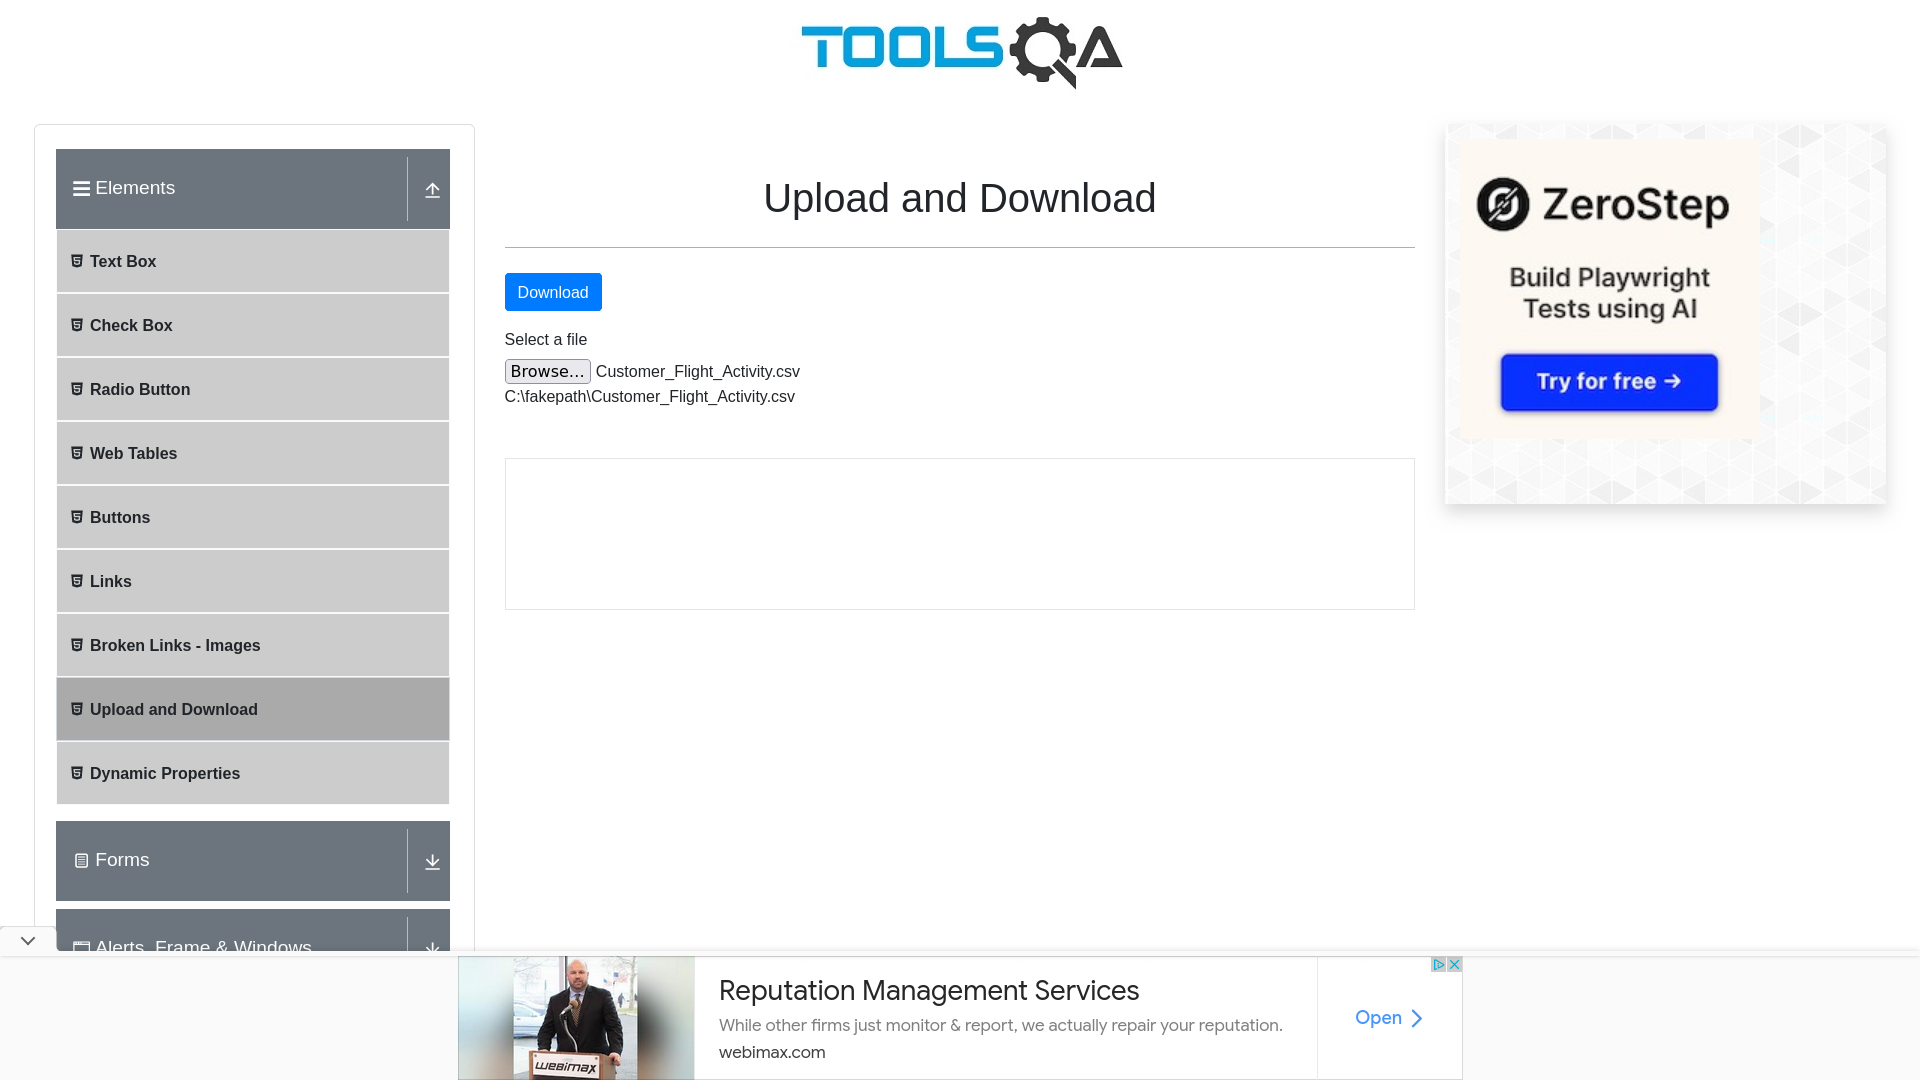 TOOLSQA
Elements
Text Box
Check Box
Radio Button
Web Tables
Buttons
Links
Broken Links - Images
Upload and Download
Dynamic Properties
Forms
Alerts, Frame & Windows
Upload and Download
Download
Select a file
Browse... Customer_Flight_Activity.csv
C:\fakepath\Customer_Flight_Activity.csv
ZeroStep
Build Playwright
Tests using AI
Try for free →
Reputation Management Services
While other firms just monitor & report, we actually repair your reputation.
webimax.com
Open
WEBIMAX